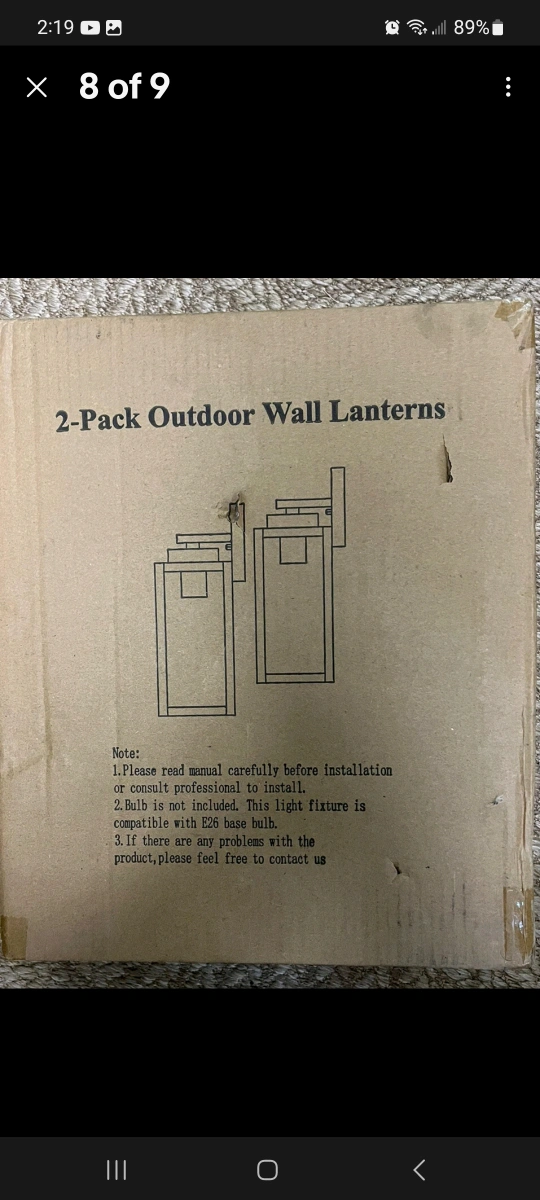 2:19 89%
8 of 9
2-Pack Outdoor Wall Lanterns
Note:
1.Please read manual carefully before installation
or consult professional to install.
2.Bulb is not included. This light fixture is
compatible with E26 base bulb.
3.If there are any problems with the
product,please feel free to contact us